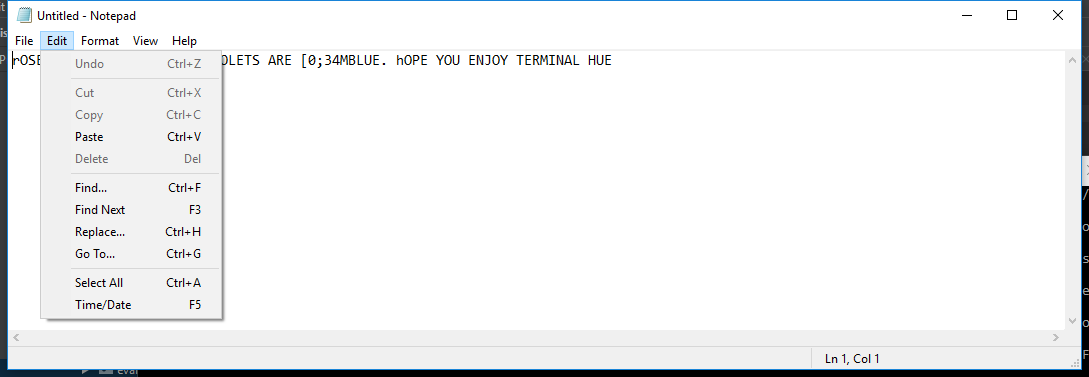 Untitled - Notepad
File Edit Format View Help
rOSE OLETS ARE [0;34MBLUE. hOPE YOU ENJOY TERMINAL HUE
Undo Ctrl+Z
Cut Ctrl+X
Copy Ctrl+C
Paste Ctrl+V
Delete Del
Find... Ctrl+F
Find Next F3
Replace... Ctrl+H
Go To... Ctrl+G
Select All Ctrl+A
Time/Date F5
Ln 1, Col 1
eval